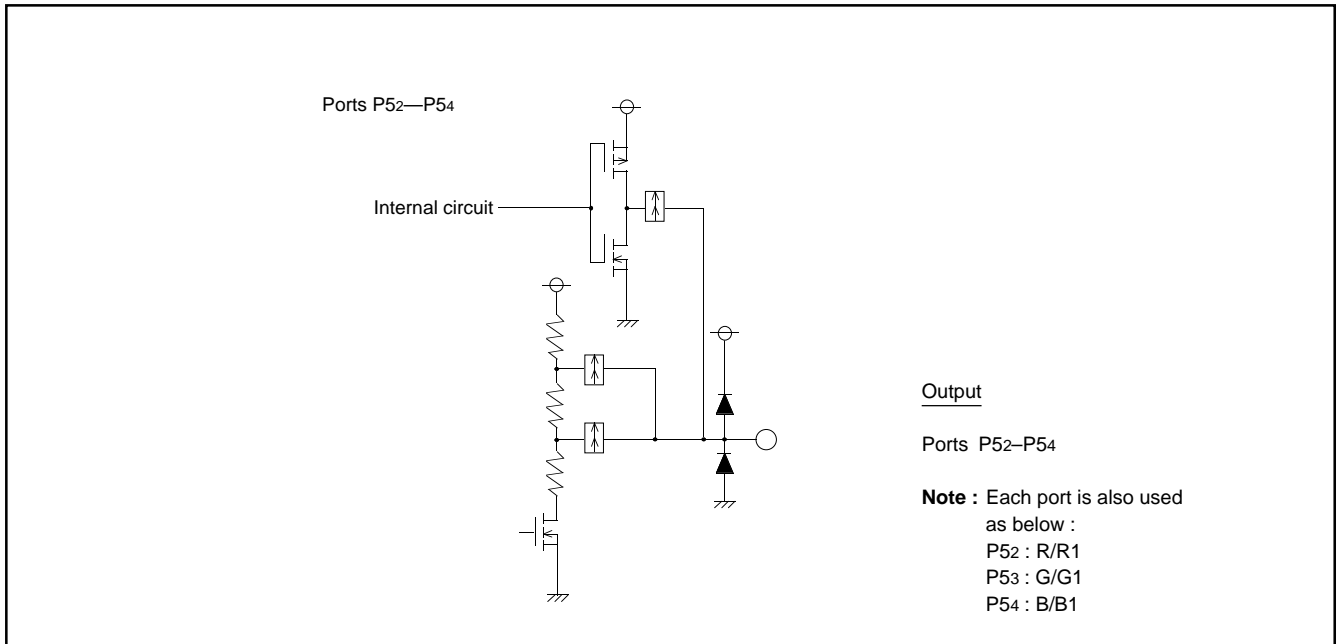 Ports P52—P54
Internal circuit
Output
Ports P52–P54
Note : Each port is also used
as below :
P52 : R/R1
P53 : G/G1
P54 : B/B1